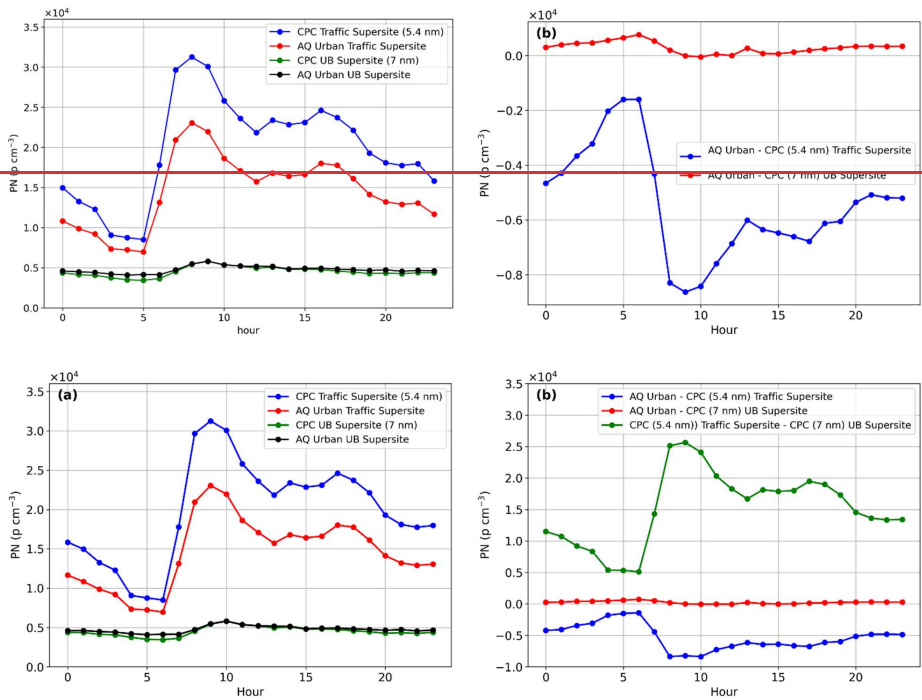 ×10⁴
3.5
3.0
2.5
2.0
1.5
1.0
0.5
0.0
PN (p cm⁻³)
CPC Traffic Supersite (5.4 nm)
AQ Urban Traffic Supersite
CPC UB Supersite (7 nm)
AQ Urban UB Supersite
0 5 10 15 20
hour
×10⁴
(b)
0.0
−0.2
−0.4
−0.6
−0.8
PN (p cm⁻³)
AQ Urban - CPC (5.4 nm) Traffic Supersite
AQ Urban - CPC (7 nm) UB Supersite
0 5 10 15 20
Hour
×10⁴
(a)
3.5
3.0
2.5
2.0
1.5
1.0
0.5
0.0
PN (p cm⁻³)
CPC Traffic Supersite (5.4 nm)
AQ Urban Traffic Supersite
CPC UB Supersite (7 nm)
AQ Urban UB Supersite
0 5 10 15 20
Hour
×10⁴
(b)
3.5
3.0
2.5
2.0
1.5
1.0
0.5
0.0
−0.5
−1.0
PN (p cm⁻³)
AQ Urban - CPC (5.4 nm) Traffic Supersite
AQ Urban - CPC (7 nm) UB Supersite
CPC (5.4 nm)) Traffic Supersite - CPC (7 nm) UB Supersite
0 5 10 15 20
Hour